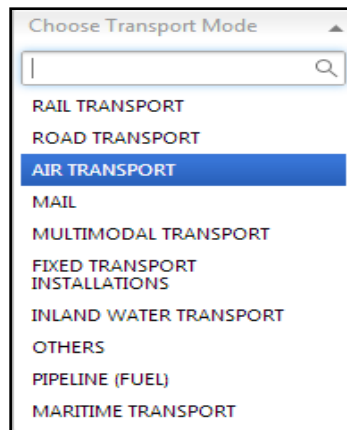 Choose Transport Mode
RAIL TRANSPORT
ROAD TRANSPORT
AIR TRANSPORT
MAIL
MULTIMODAL TRANSPORT
FIXED TRANSPORT
INSTALLATIONS
INLAND WATER TRANSPORT
OTHERS
PIPELINE (FUEL)
MARITIME TRANSPORT